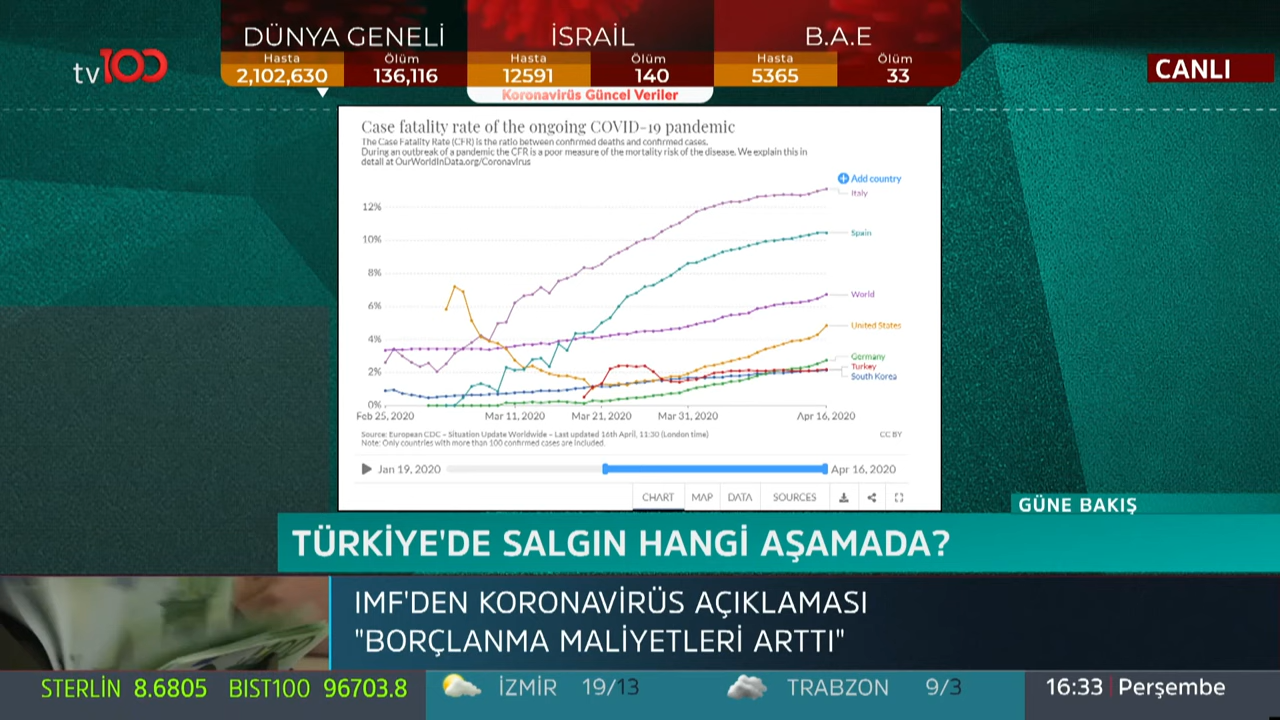 tv100
DÜNYA GENELİ
Hasta
2,102,630
Ölüm
136,116
İSRAİL
Hasta
12591
Ölüm
140
B.A.E
Hasta
5365
Ölüm
33
Koronavirüs Güncel Veriler
CANLI
Case fatality rate of the ongoing COVID-19 pandemic
The Case Fatality Rate (CFR) is the ratio between confirmed deaths and confirmed cases.
During an outbreak of a pandemic the CFR is a poor measure of the mortality risk of the disease. We explain this in
detail at OurWorldInData.org/Coronavirus
Add country
Italy
12%
Spain
10%
8%
World
6%
United States
4%
Germany
Turkey
2%
South Korea
0%
Feb 25, 2020
Mar 11, 2020
Mar 21, 2020
Mar 31, 2020
Apr 16, 2020
Source: European CDC – Situation Update Worldwide – Last updated 16th April, 11:30 (London time)
CC BY
Note: Only countries with more than 100 confirmed cases are included.
Jan 19, 2020
Apr 16, 2020
CHART
MAP
DATA
SOURCES
GÜNE BAKIŞ
TÜRKİYE'DE SALGIN HANGİ AŞAMADA?
IMF'DEN KORONAVİRÜS AÇIKLAMASI
"BORÇLANMA MALİYETLERİ ARTTI"
STERLİN 8.6805 BIST100 96703.8
İZMİR 19/13
TRABZON 9/3
16:33 Perşembe